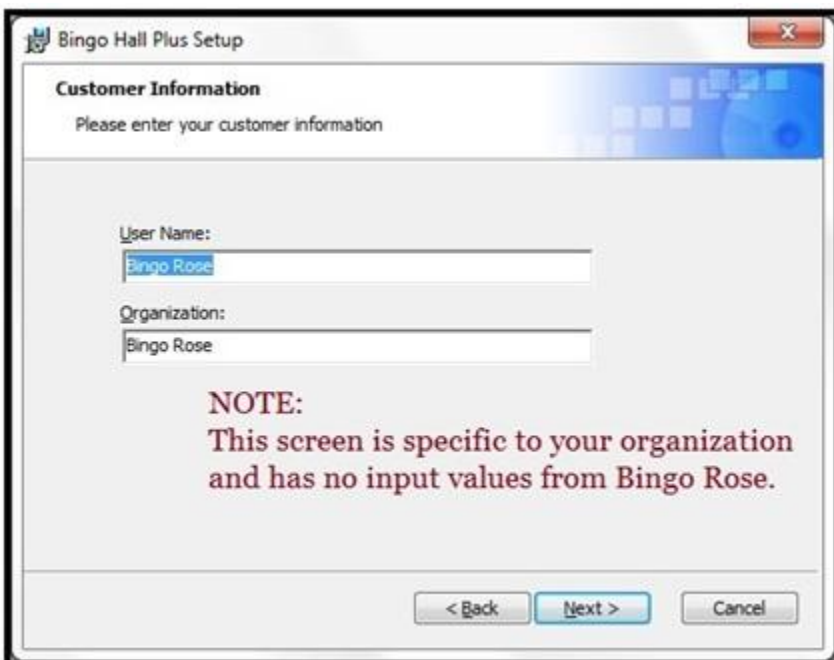 Bingo Hall Plus Setup
Customer Information
Please enter your customer information
User Name:
Bingo Rose
Organization:
Bingo Rose
NOTE:
This screen is specific to your organization
and has no input values from Bingo Rose.
< Back Next > Cancel